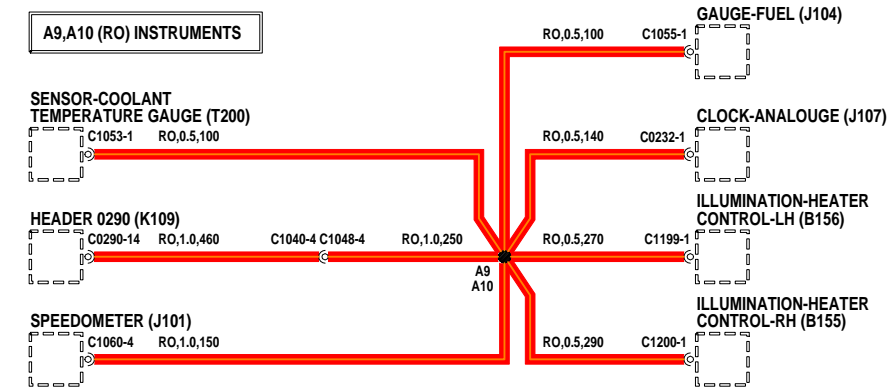 A9,A10 (RO) INSTRUMENTS
GAUGE-FUEL (J104)
RO,0.5,100 C1055-1
SENSOR-COOLANT
TEMPERATURE GAUGE (T200)
C1053-1 RO,0.5,100
CLOCK-ANALOUGE (J107)
RO,0.5,140 C0232-1
HEADER 0290 (K109)
C0290-14 RO,1.0,460 C1040-4 C1048-4 RO,1.0,250
ILLUMINATION-HEATER
CONTROL-LH (B156)
RO,0.5,270 C1199-1
A9
A10
SPEEDOMETER (J101)
C1060-4 RO,1.0,150
ILLUMINATION-HEATER
CONTROL-RH (B155)
RO,0.5,290 C1200-1